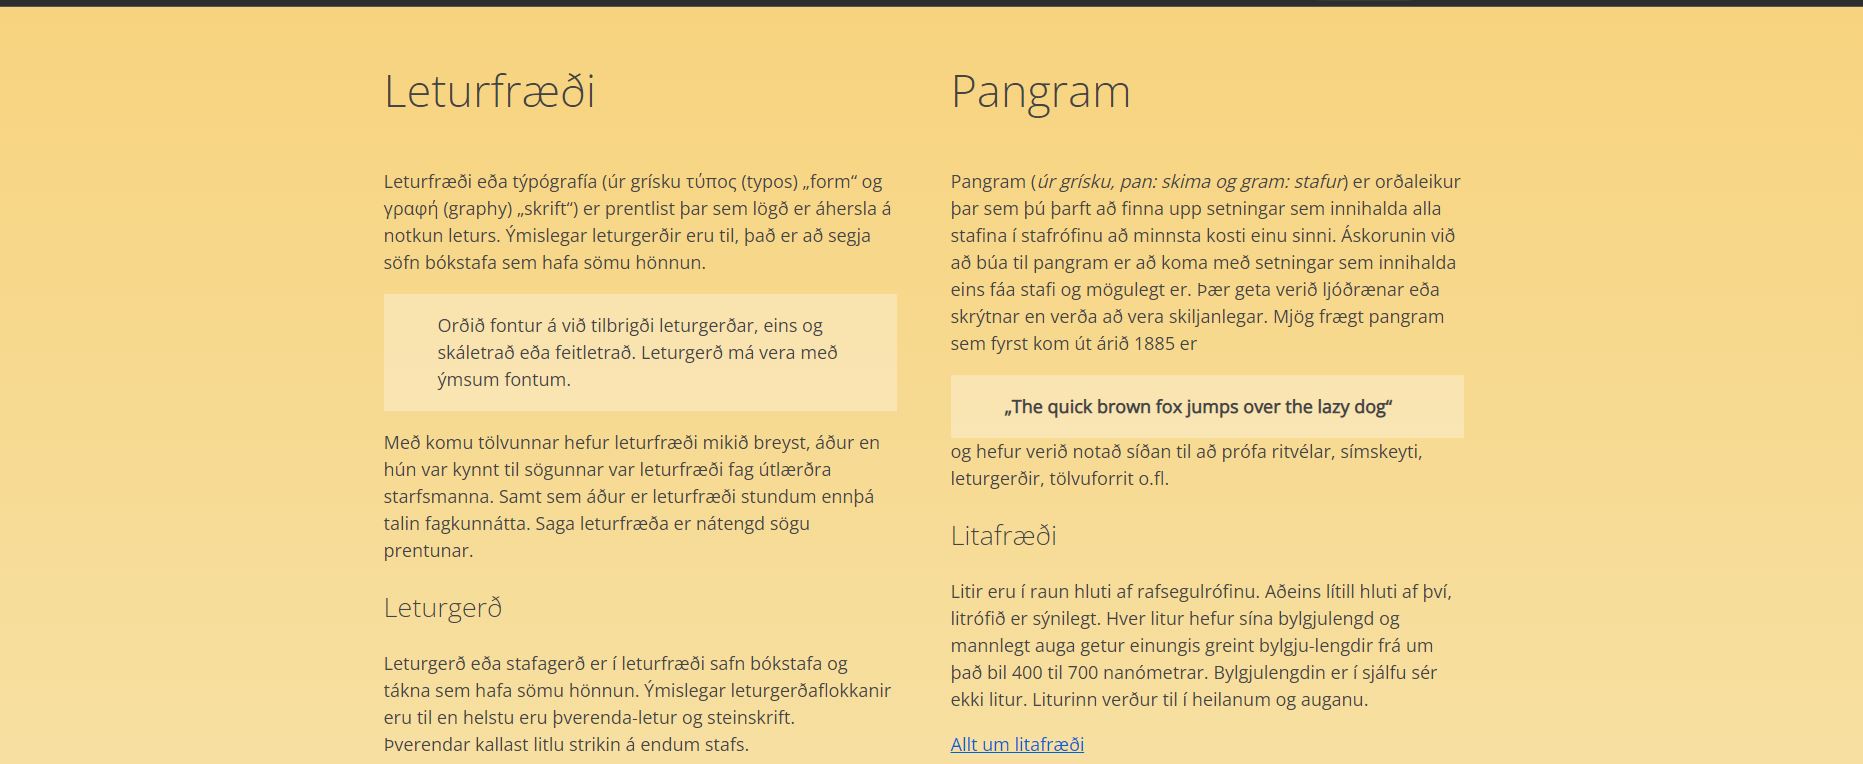 Leturfræði
Leturfræði eða týpógrafía (úr grísku τύπος (typos) „form“ og
γραφή (graphy) „skrift“) er prentlist þar sem lögð er áhersla á
notkun leturs. Ýmislegar leturgerðir eru til, það er að segja
söfn bókstafa sem hafa sömu hönnun.
Orðið fontur á við tilbrigði leturgerðar, eins og
skáletrað eða feitletrað. Leturgerð má vera með
ýmsum fontum.
Með komu tölvunnar hefur leturfræði mikið breyst, áður en
hún var kynnt til sögunnar var leturfræði fag útlærðra
starfsmanna. Samt sem áður er leturfræði stundum ennþá
talin fagkunnátta. Saga leturfræða er nátengd sögu
prentunar.
Leturgerð
Leturgerð eða stafagerð er í leturfræði safn bókstafa og
tákna sem hafa sömu hönnun. Ýmislegar leturgerðaflokkanir
eru til en helstu eru þverenda-letur og steinskrift.
Þverendar kallast litlu strikin á endum stafs.
Pangram
Pangram (úr grísku, pan: skima og gram: stafur) er orðaleikur
þar sem þú þarft að finna upp setningar sem innihalda alla
stafina í stafrófinu að minnsta kosti einu sinni. Áskorunin við
að búa til pangram er að koma með setningar sem innihalda
eins fáa stafi og mögulegt er. Þær geta verið ljóðrænar eða
skrýtnar en verða að vera skiljanlegar. Mjög frægt pangram
sem fyrst kom út árið 1885 er
„The quick brown fox jumps over the lazy dog“
og hefur verið notað síðan til að prófa ritvélar, símskeyti,
leturgerðir, tölvuforrit o.fl.
Litafræði
Litir eru í raun hluti af rafsegulrófinu. Aðeins lítill hluti af því,
litrófið er sýnilegt. Hver litur hefur sína bylgjulengd og
mannlegt auga getur einungis greint bylgju-lengdir frá um
það bil 400 til 700 nanómetrar. Bylgjulengdin er í sjálfu sér
ekki litur. Liturinn verður til í heilanum og auganu.
Allt um litafræði